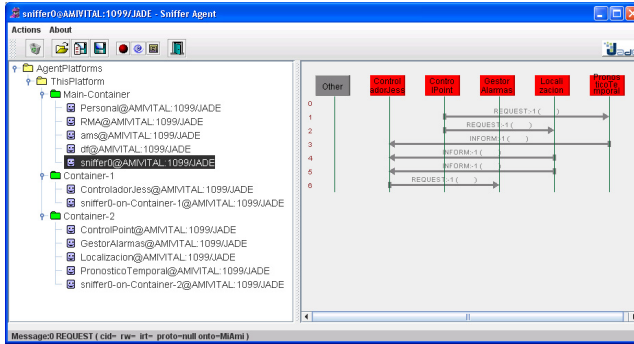 sniffer0@AMIVITAL:1099/JADE - Sniffer Agent
Actions About
AgentPlatforms
ThisPlatform
Main-Container
Personal@AMIVITAL:1099/JADE
RMA@AMIVITAL:1099/JADE
ams@AMIVITAL:1099/JADE
df@AMIVITAL:1099/JADE
sniffer0@AMIVITAL:1099/JADE
Container-1
ControladorJess@AMIVITAL:1099/JADE
sniffer0-on-Container-1@AMIVITAL:1099/JADE
Container-2
ControlPoint@AMIVITAL:1099/JADE
GestorAlarmas@AMIVITAL:1099/JADE
Localizacion@AMIVITAL:1099/JADE
PronosticoTemporal@AMIVITAL:1099/JADE
sniffer0-on-Container-2@AMIVITAL:1099/JADE
Other
Control
adorJess
Contro
lPoint
Gestor
Alarmas
Locali
zacion
Pronos
ticoTe
mporal
0
1
REQUEST:-1 ( )
2
REQUEST:-1 ( )
3
INFORM:-1 ( )
4
INFORM:-1 ( )
5
INFORM:-1 ( )
6
REQUEST:-1 ( )
Message:0 REQUEST ( cid= rw= irt= proto=null onto=MiAmi )